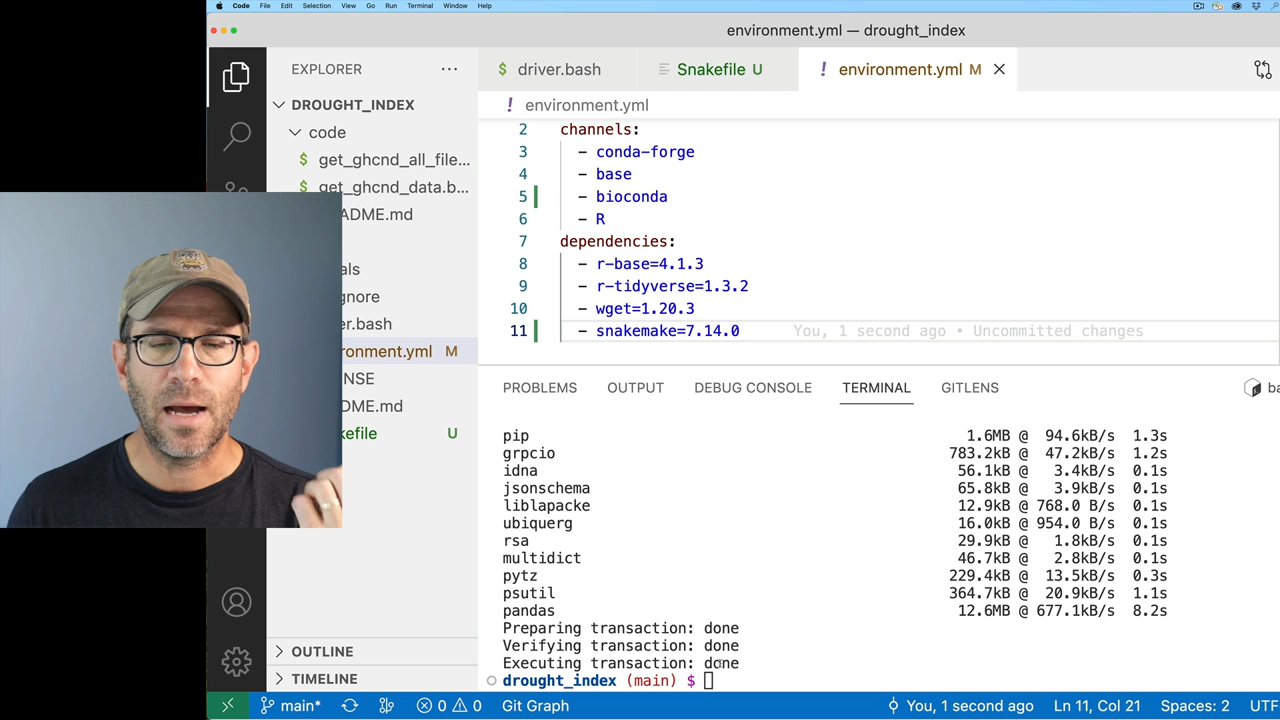 Code File Edit Selection View Go Run Terminal Window Help
environment.yml — drought_index
EXPLORER ···
$ driver.bash
Snakefile U
! environment.yml M
DROUGHT_INDEX
! environment.yml
code
$ get_ghcnd_all_file...
$ get_ghcnd_data.b...
ADME.md
als
gnore
er.bash
ronment.yml M
NSE
DME.md
kefile U
OUTLINE
TIMELINE
2 channels:
3 - conda-forge
4 - base
5 - bioconda
6 - R
7 dependencies:
8 - r-base=4.1.3
9 - r-tidyverse=1.3.2
10 - wget=1.20.3
11 - snakemake=7.14.0 You, 1 second ago • Uncommitted changes
PROBLEMS OUTPUT DEBUG CONSOLE TERMINAL GITLENS ba
pip 1.6MB @ 94.6kB/s 1.3s
grpcio 783.2kB @ 47.2kB/s 1.2s
idna 56.1kB @ 3.4kB/s 0.1s
jsonschema 65.8kB @ 3.9kB/s 0.1s
liblapacke 12.9kB @ 768.0 B/s 0.1s
ubiquerg 16.0kB @ 954.0 B/s 0.1s
rsa 29.9kB @ 1.8kB/s 0.1s
multidict 46.7kB @ 2.8kB/s 0.1s
pytz 229.4kB @ 13.5kB/s 0.3s
psutil 364.7kB @ 20.9kB/s 1.1s
pandas 12.6MB @ 677.1kB/s 8.2s
Preparing transaction: done
Verifying transaction: done
Executing transaction: done
drought_index (main) $
main* 0 0 Git Graph You, 1 second ago Ln 11, Col 21 Spaces: 2 UTF